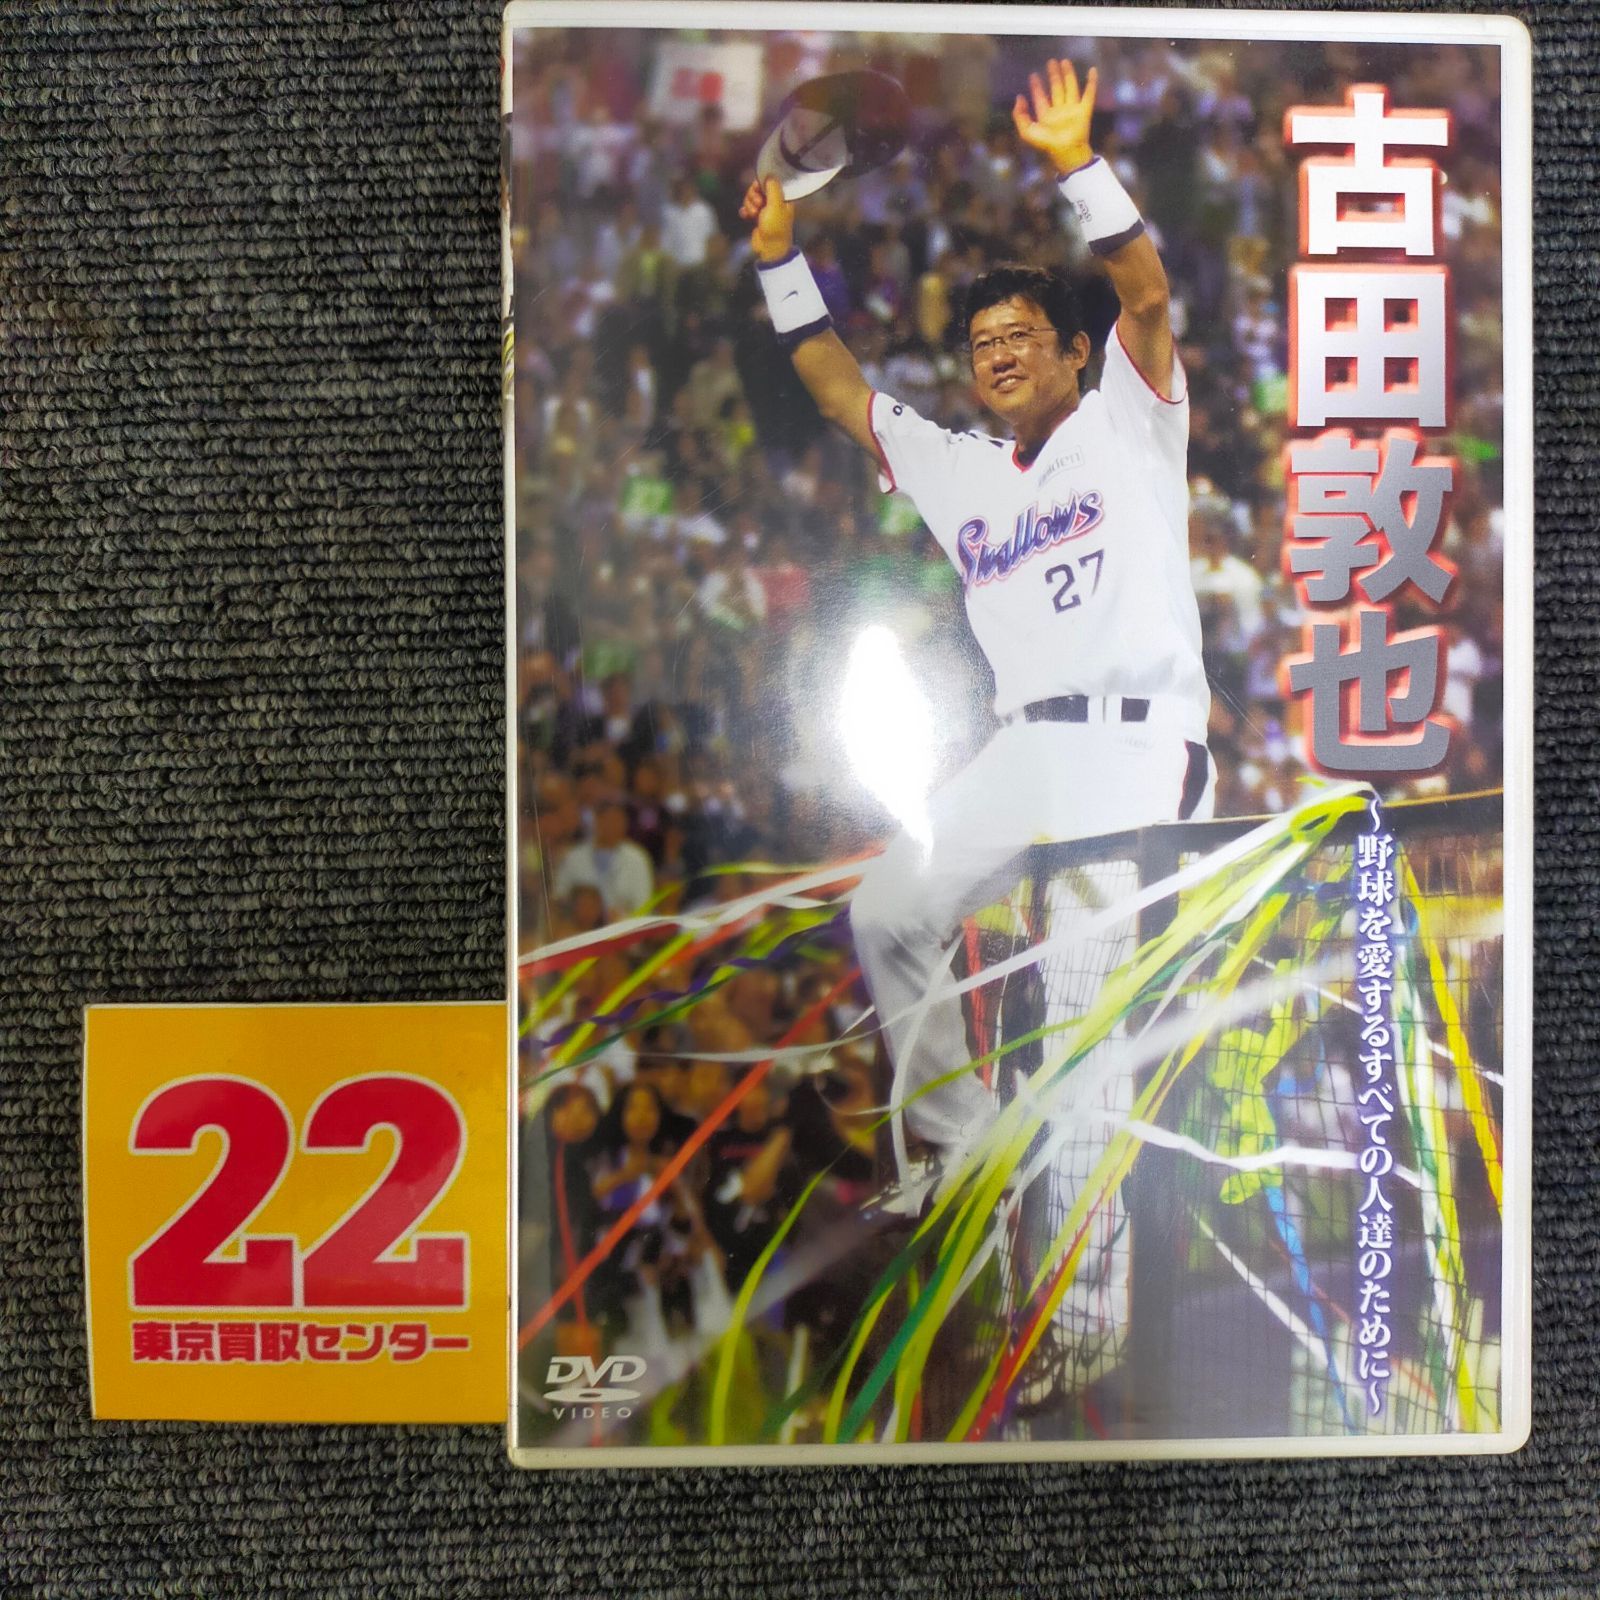 古田敦也
～野球を愛するすべての人達のために～
Swallows
27
DVD
VIDEO
22
東京買取センター